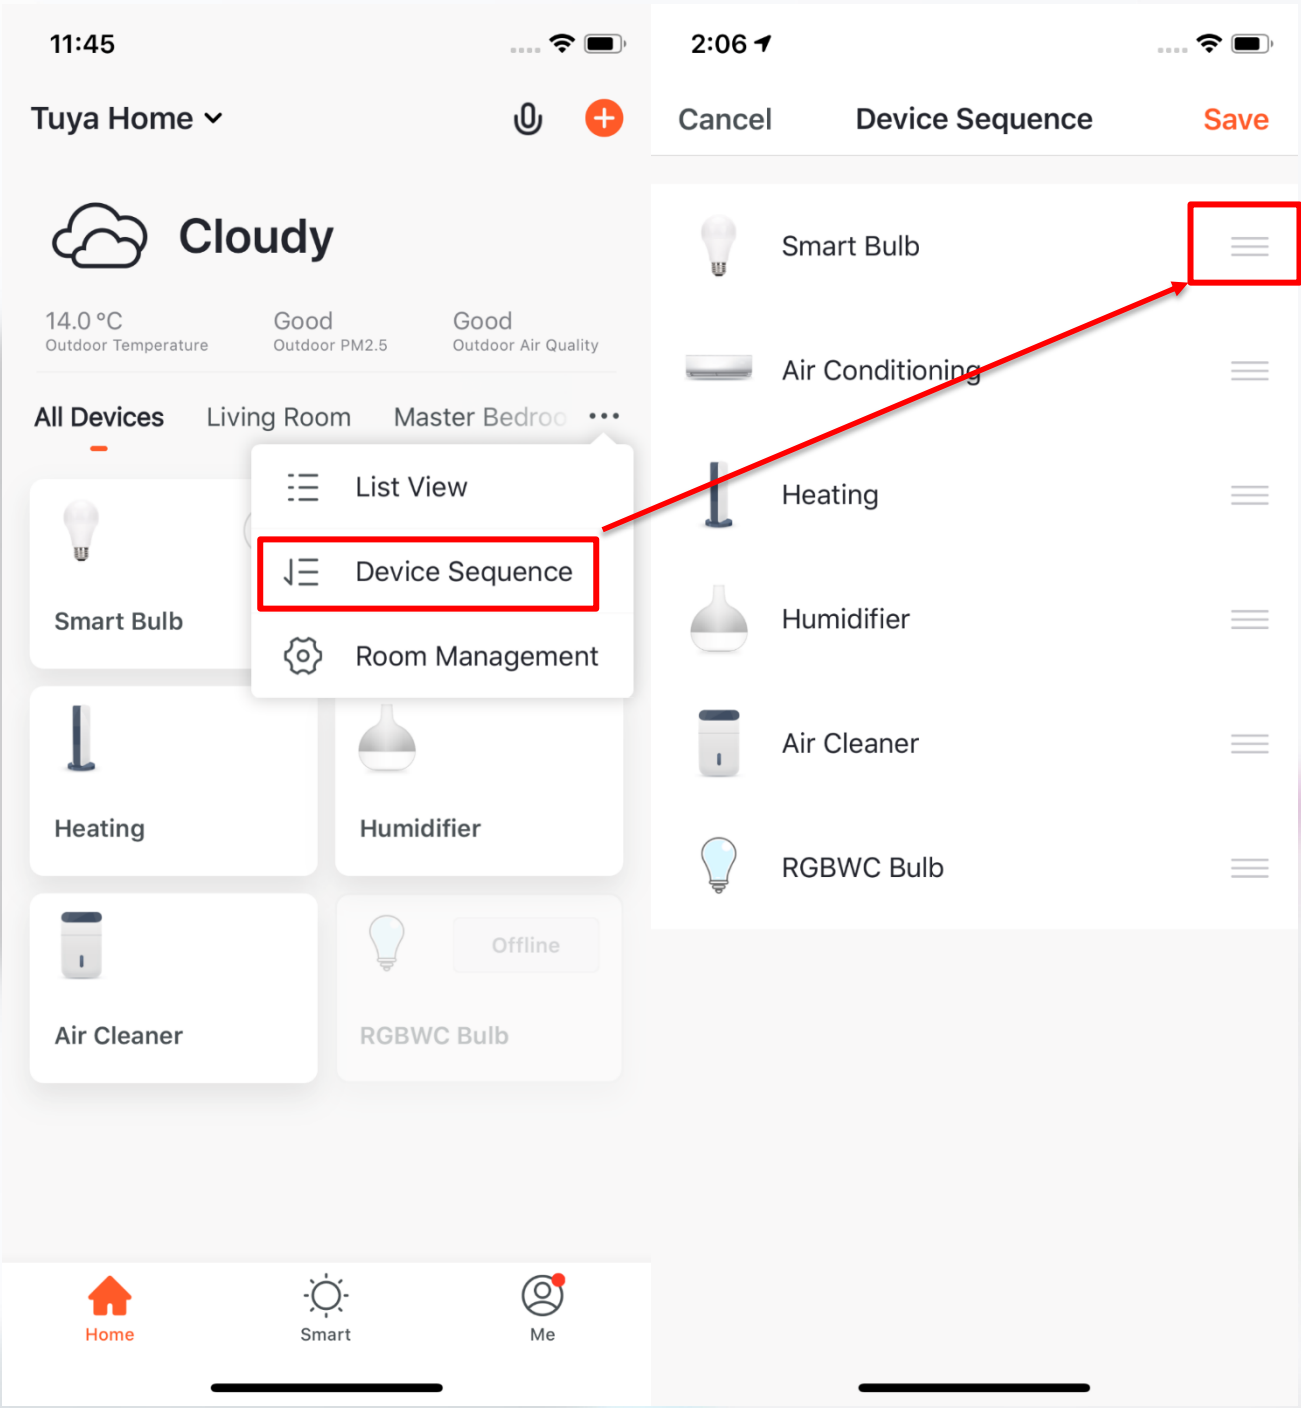 11:45
Tuya Home
Cloudy
14.0 °C
Outdoor Temperature
Good
Outdoor PM2.5
Good
Outdoor Air Quality
All Devices
Living Room
Master Bedroo
List View
Device Sequence
Room Management
Smart Bulb
Heating
Humidifier
Air Cleaner
Offline
RGBWC Bulb
Home
Smart
Me
2:06
Cancel
Device Sequence
Save
Smart Bulb
Air Conditioning
Heating
Humidifier
Air Cleaner
RGBWC Bulb